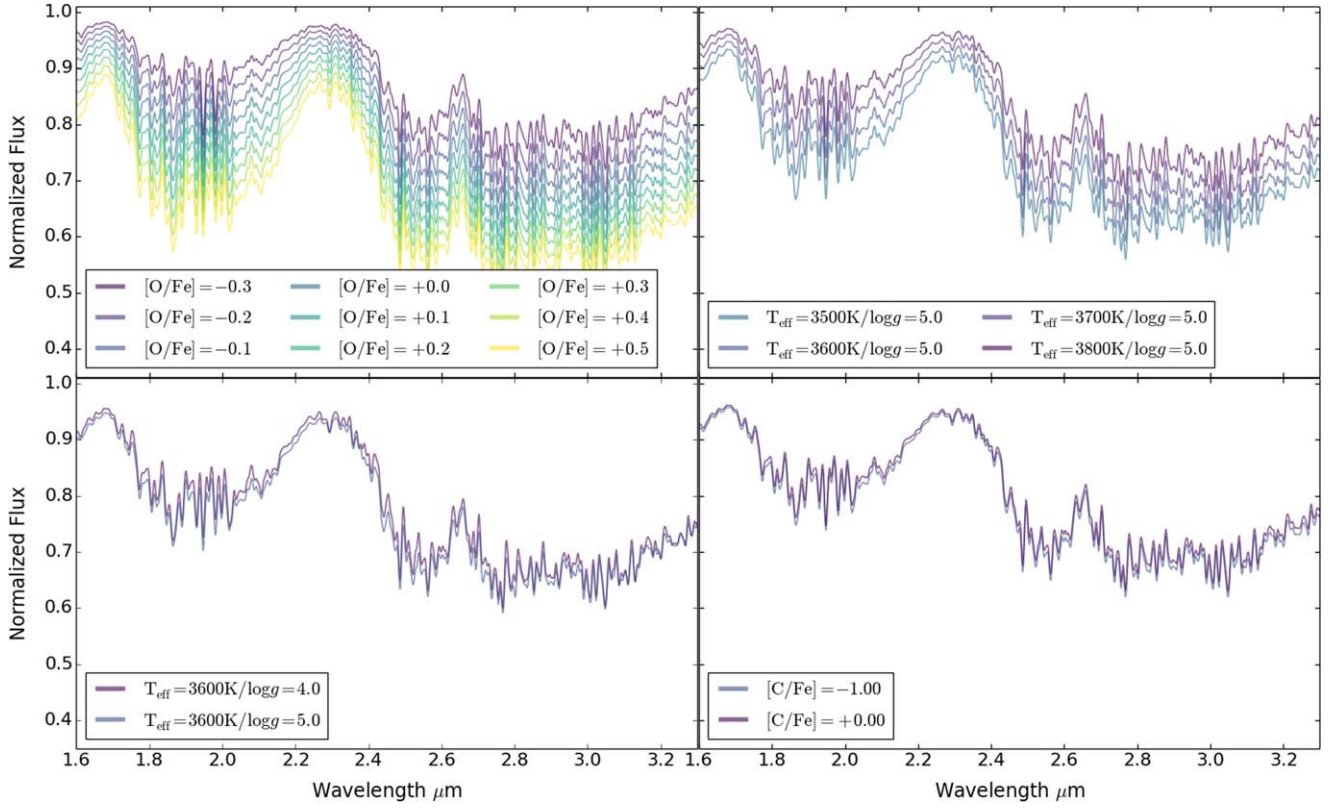 1.0
0.9
0.8
0.7
0.6
0.5
0.4
Normalized Flux
[O/Fe]=−0.3 [O/Fe]=+0.0 [O/Fe]=+0.3
[O/Fe]=−0.2 [O/Fe]=+0.1 [O/Fe]=+0.4
[O/Fe]=−0.1 [O/Fe]=+0.2 [O/Fe]=+0.5
T_eff=3500K/log g=5.0 T_eff=3700K/log g=5.0
T_eff=3600K/log g=5.0 T_eff=3800K/log g=5.0
1.0
0.9
0.8
0.7
0.6
0.5
0.4
Normalized Flux
T_eff=3600K/log g=4.0
T_eff=3600K/log g=5.0
[C/Fe]=−1.00
[C/Fe]=+0.00
1.6 1.8 2.0 2.2 2.4 2.6 2.8 3.0 3.2 1.6 1.8 2.0 2.2 2.4 2.6 2.8 3.0 3.2
Wavelength μm Wavelength μm